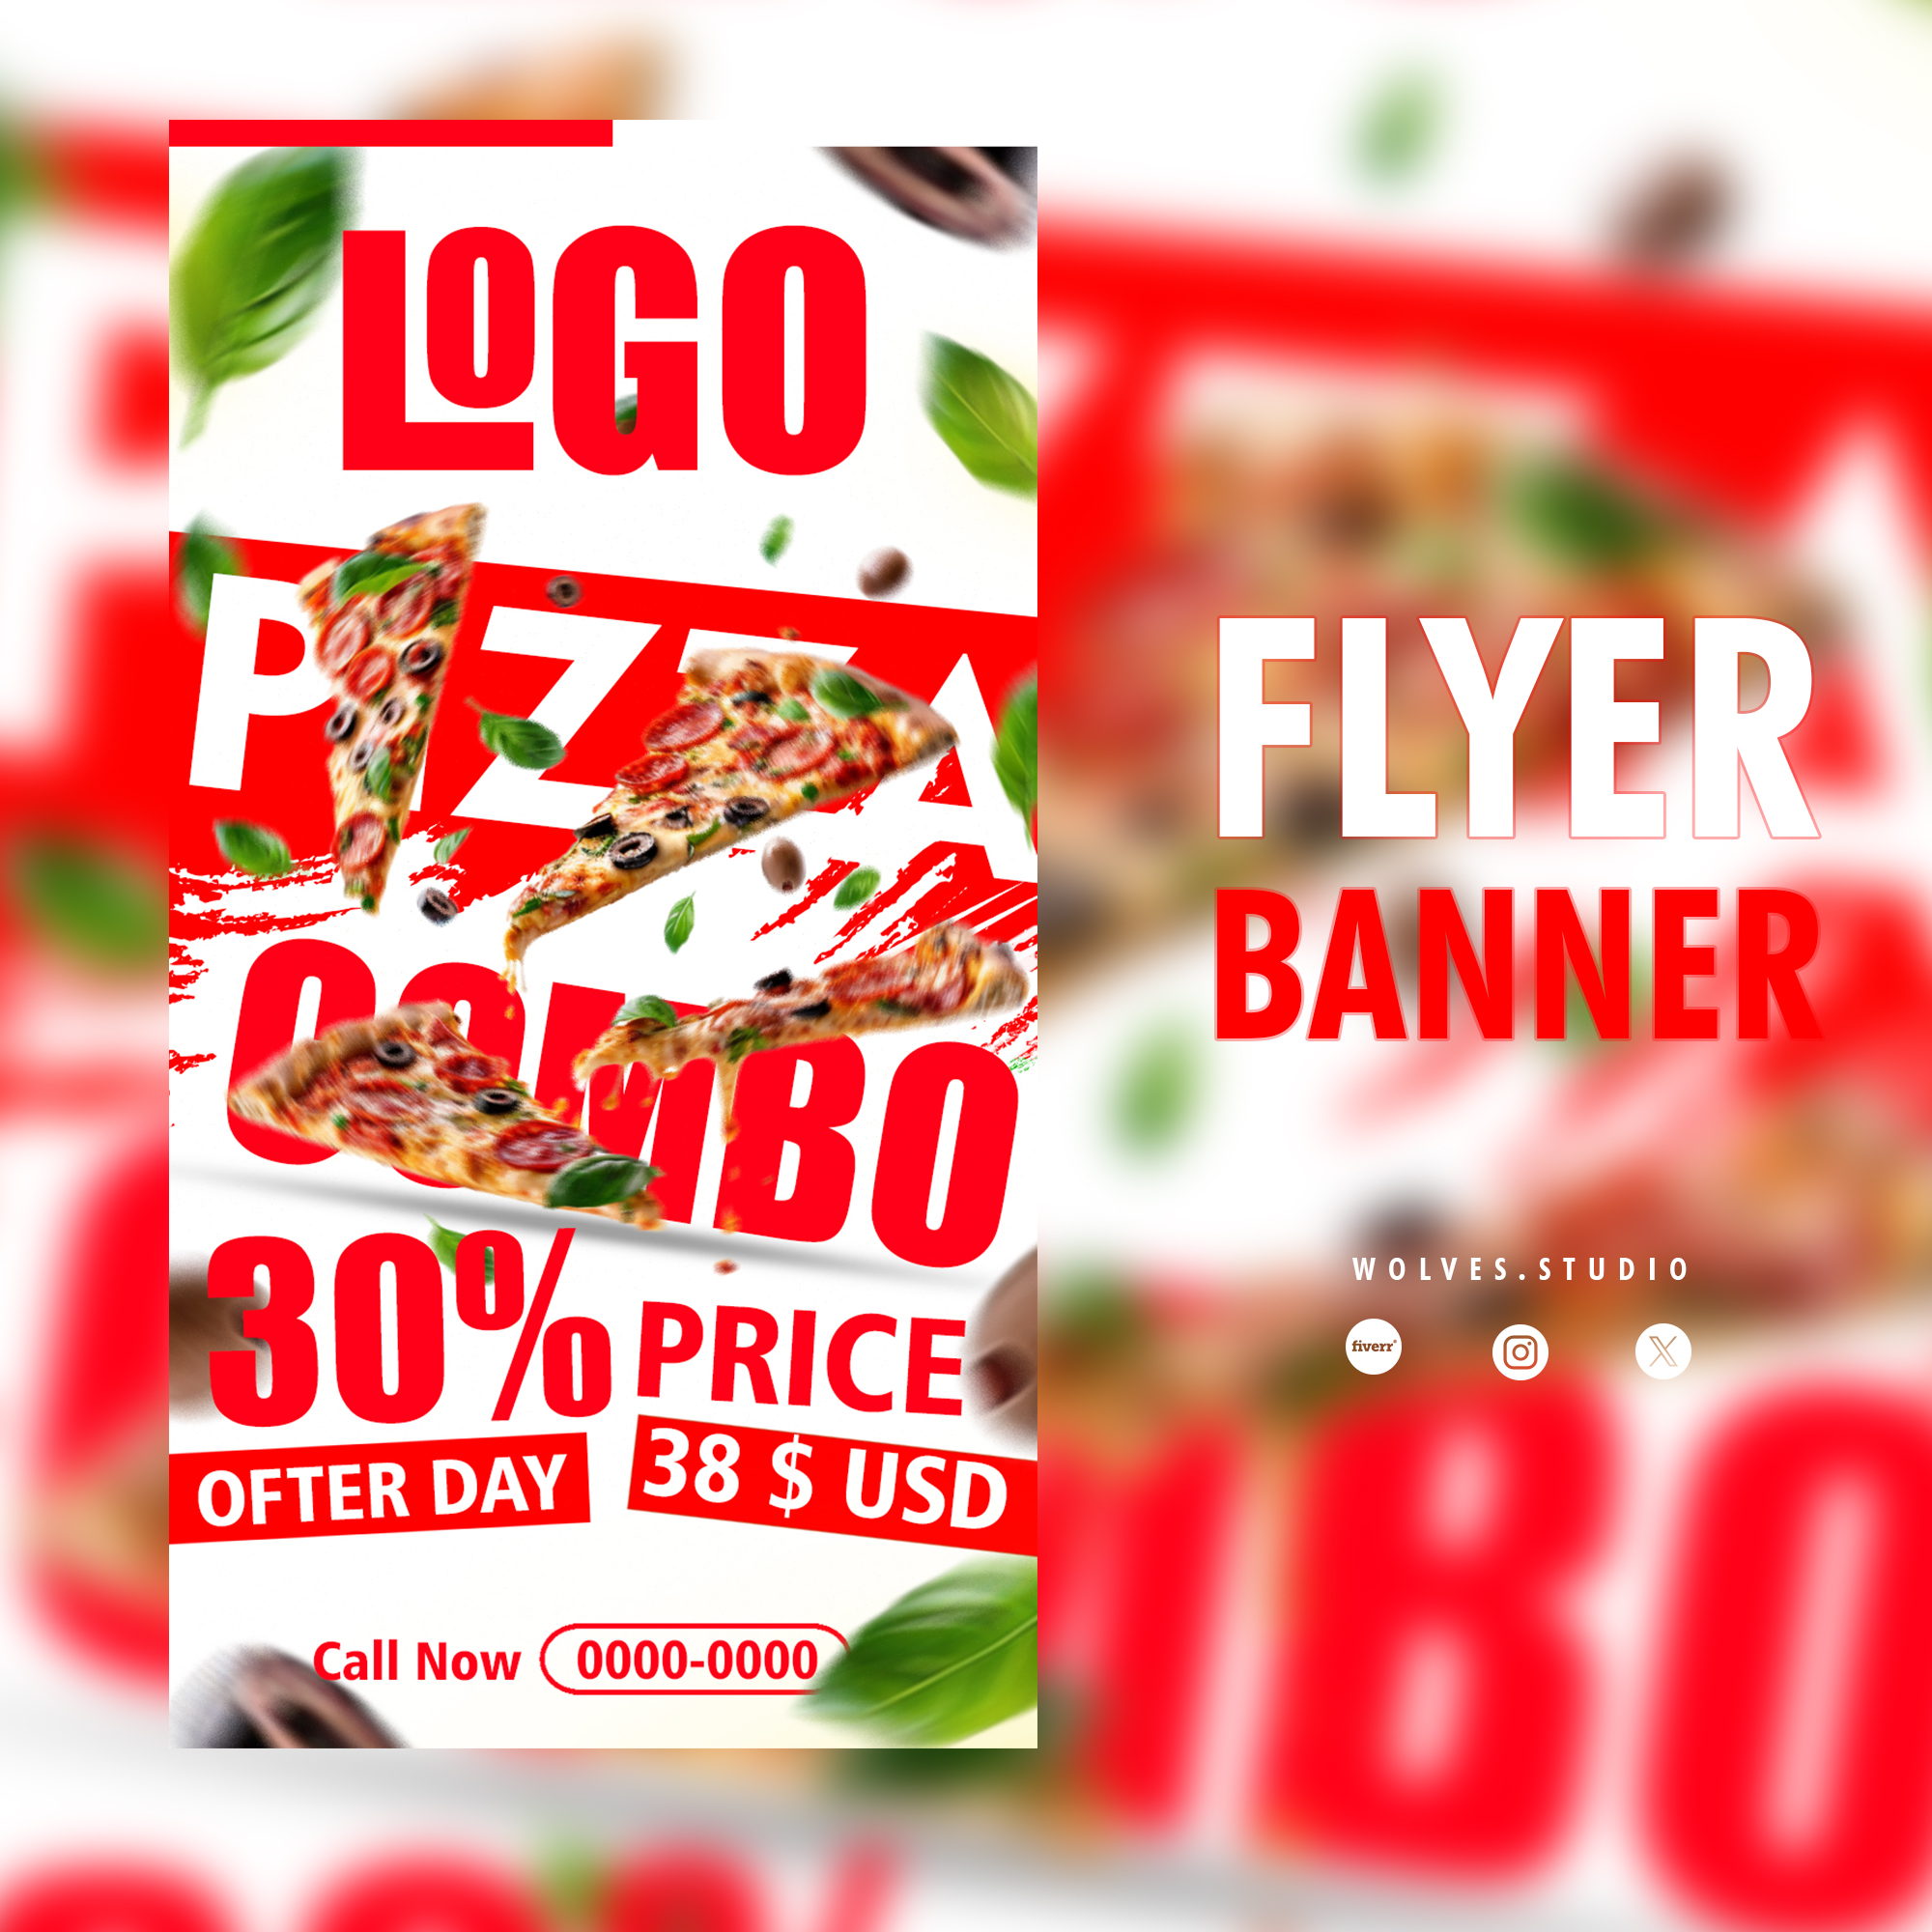 LOGO
PIZZA
COMBO
30%
OFTER DAY
PRICE
38 $ USD
Call Now 0000-0000
FLYER
BANNER
WOLVES.STUDIO
fiverr
X